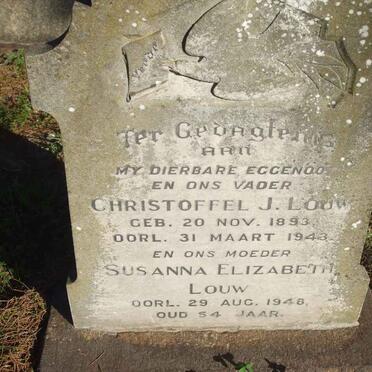 Vrede
Ter Gedagtenis
aan
MY DIERBARE EGGENOOT
EN ONS VADER
CHRISTOFFEL J. LOUW
GEB. 20 NOV. 1893.
OORL. 31 MAART 1943.
EN ONS MOEDER
SUSANNA ELIZABETH
LOUW
OORL. 29 AUG. 1948.
OUD 54 JAAR.